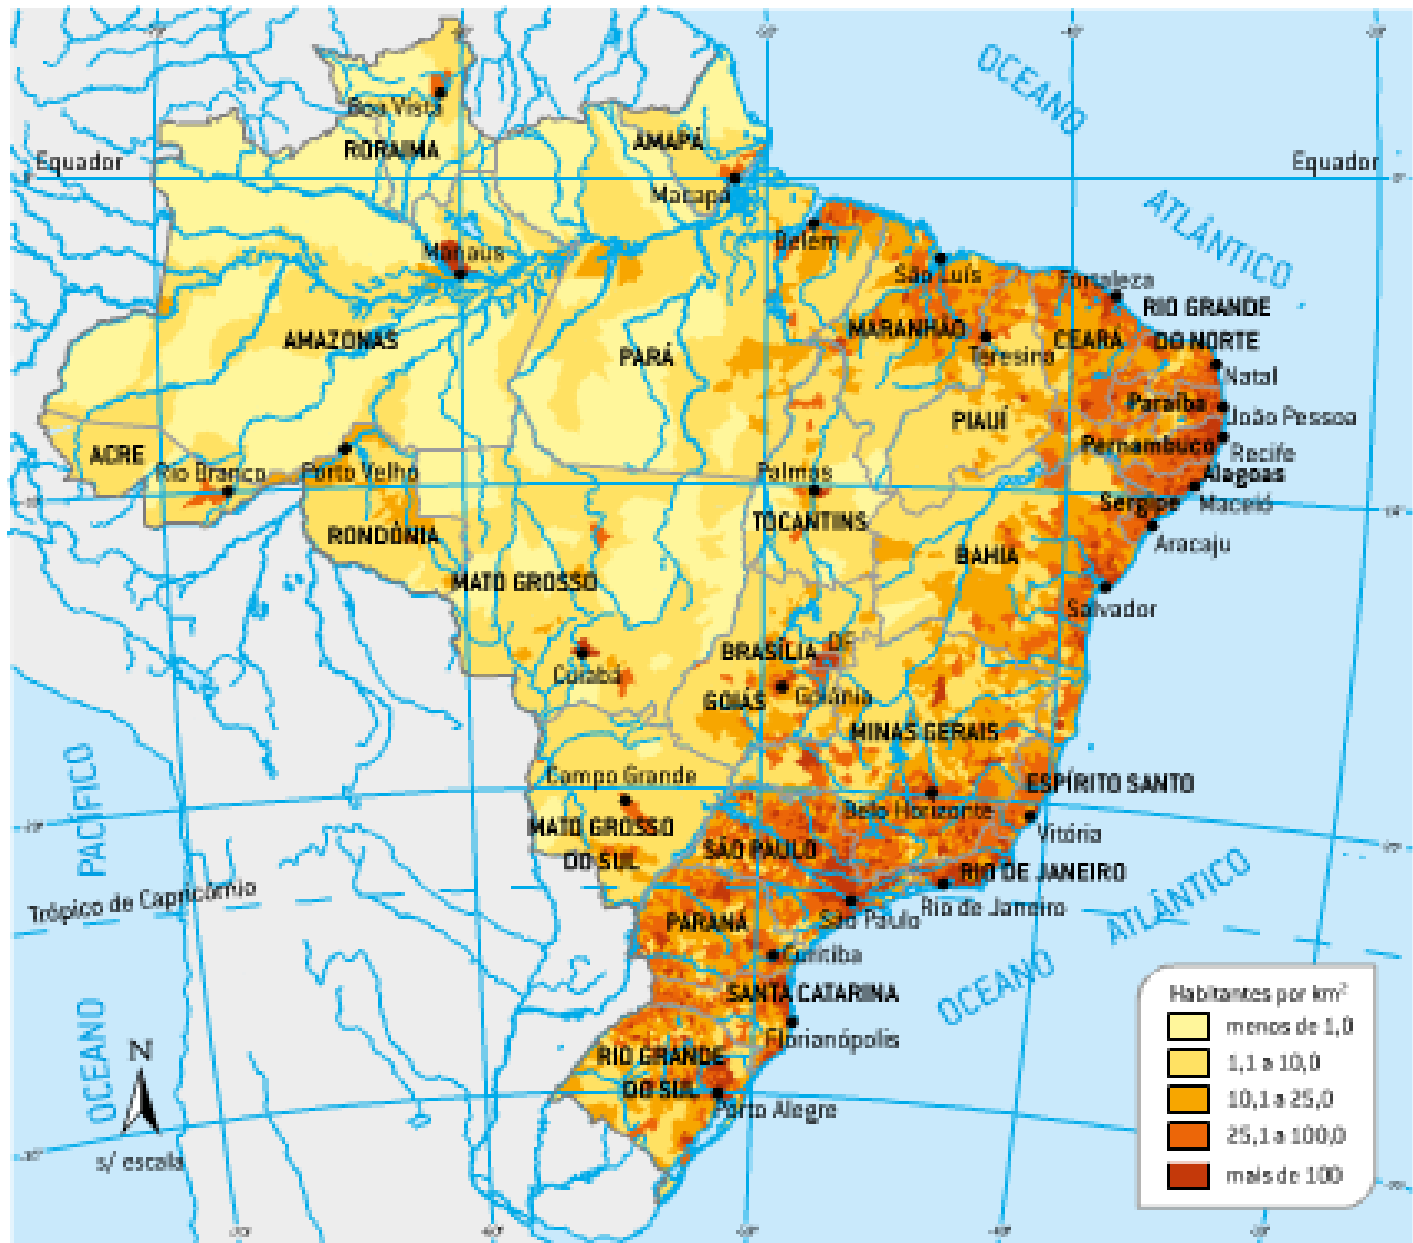 OCEANO
ATLÂNTICO
Equador
Equador
Boa Vista
RORAIMA
AMAPÁ
Macapá
Manaus
Belém
São Luís
Fortaleza
RIO GRANDE
DO NORTE
AMAZONAS
PARÁ
MARANHÃO
Teresina
CEARÁ
Natal
Paraíba
João Pessoa
PIAUÍ
Pernambuco
Recife
Alagoas
ACRE
Rio Branco
Porto Velho
Palmas
Sergipe
Maceió
RONDÔNIA
TOCANTINS
BAHIA
Aracaju
MATO GROSSO
Salvador
BRASÍLIA
DF
Cuiabá
GOIÁS
Goiânia
MINAS GERAIS
Campo Grande
ESPÍRITO SANTO
Belo Horizonte
Vitória
MATO GROSSO
DO SUL
SÃO PAULO
RIO DE JANEIRO
Rio de Janeiro
OCEANO PACÍFICO
Trópico de Capricórnio
PARANÁ
São Paulo
OCEANO
ATLÂNTICO
Curitiba
SANTA CATARINA
Florianópolis
RIO GRANDE
DO SUL
Porto Alegre
N
s/ escala
Habitantes por km²
menos de 1,0
1,1 a 10,0
10,1 a 25,0
25,1 a 100,0
mais de 100